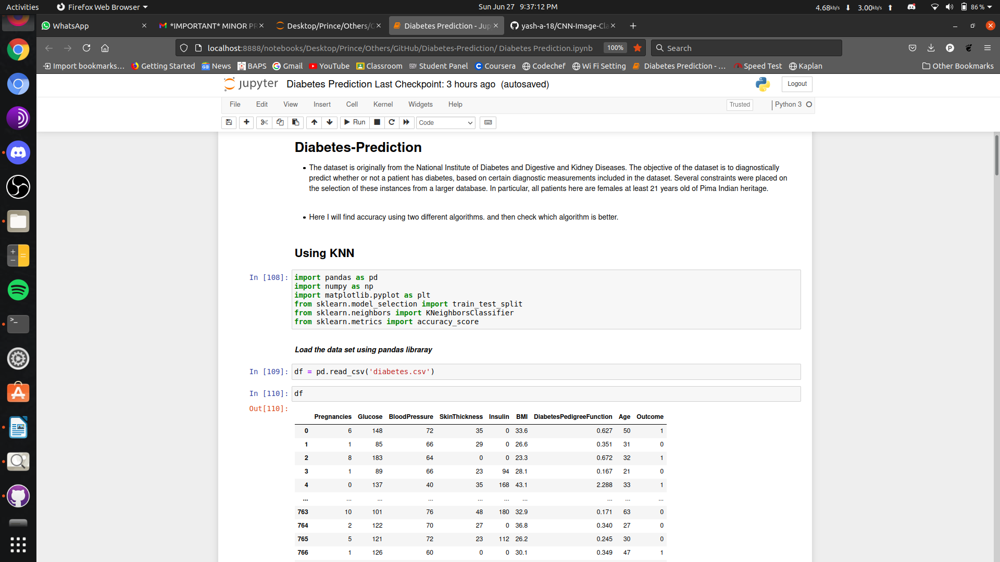 Activities Firefox Web Browser Sun Jun 27 9:37:12 PM 4.68kb/s 3.00kb/s 86 %
WhatsApp *IMPORTANT* MINOR PR Desktop/Prince/Others/G Diabetes Prediction - Jup yash-a-18/CNN-Image-Cla
localhost:8888/notebooks/Desktop/Prince/Others/GitHub/Diabetes-Prediction/ Diabetes Prediction.ipynb 100% Search
Import bookmarks... Getting Started News BAPS Gmail YouTube Classroom Student Panel Coursera Codechef Wi Fi Setting Diabetes Prediction - ... Speed Test Kaplan Other Bookmarks
jupyter Diabetes Prediction Last Checkpoint: 3 hours ago (autosaved) Logout
File Edit View Insert Cell Kernel Widgets Help Trusted Python 3
Run Code
Diabetes-Prediction
The dataset is originally from the National Institute of Diabetes and Digestive and Kidney Diseases. The objective of the dataset is to diagnostically
predict whether or not a patient has diabetes, based on certain diagnostic measurements included in the dataset. Several constraints were placed on
the selection of these instances from a larger database. In particular, all patients here are females at least 21 years old of Pima Indian heritage.
Here I will find accuracy using two different algorithms. and then check which algorithm is better.
Using KNN
In [108]: import pandas as pd
import numpy as np
import matplotlib.pyplot as plt
from sklearn.model_selection import train_test_split
from sklearn.neighbors import KNeighborsClassifier
from sklearn.metrics import accuracy_score
Load the data set using pandas libraray
In [109]: df = pd.read_csv('diabetes.csv')
In [110]: df
Out[110]:
Pregnancies Glucose BloodPressure SkinThickness Insulin BMI DiabetesPedigreeFunction Age Outcome
0 6 148 72 35 0 33.6 0.627 50 1
1 1 85 66 29 0 26.6 0.351 31 0
2 8 183 64 0 0 23.3 0.672 32 1
3 1 89 66 23 94 28.1 0.167 21 0
4 0 137 40 35 168 43.1 2.288 33 1
... ... ... ... ... ... ... ... ... ...
763 10 101 76 48 180 32.9 0.171 63 0
764 2 122 70 27 0 36.8 0.340 27 0
765 5 121 72 23 112 26.2 0.245 30 0
766 1 126 60 0 0 30.1 0.349 47 1